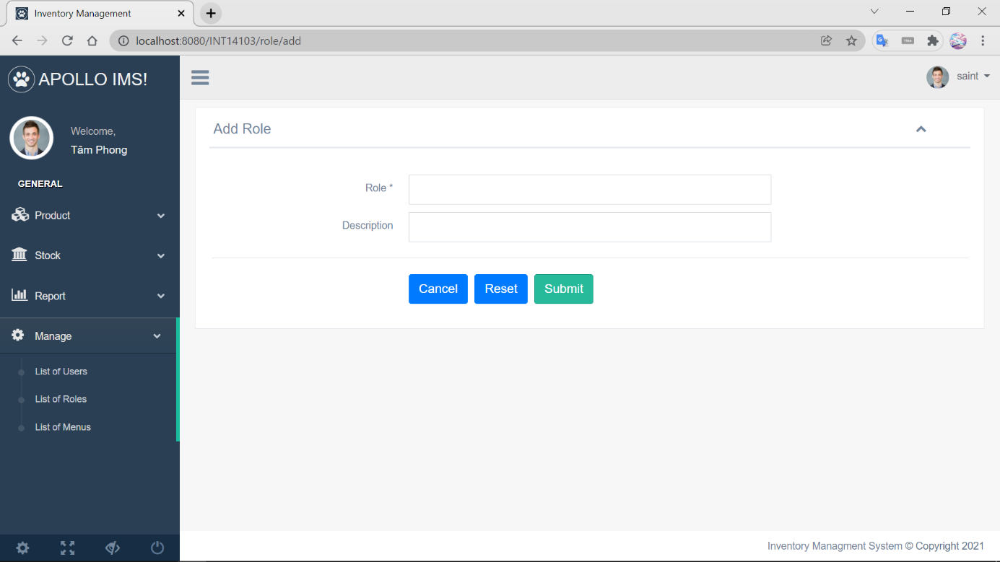 Inventory Management
localhost:8080/INT14103/role/add
APOLLO IMS!
saint
Welcome,
Tâm Phong
GENERAL
Product
Stock
Report
Manage
List of Users
List of Roles
List of Menus
Add Role
Role *
Description
Cancel Reset Submit
Inventory Managment System © Copyright 2021